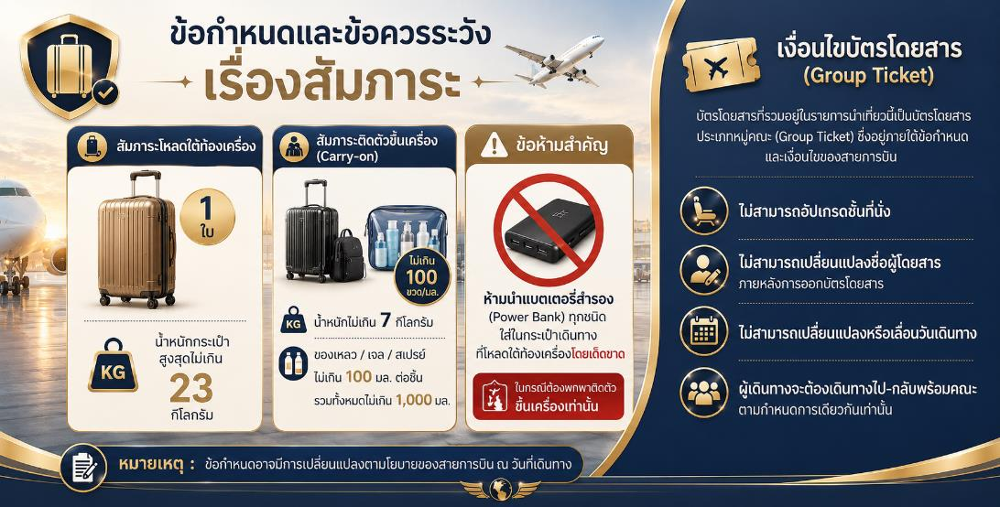 ข้อกำหนดและข้อควรระวัง
เรื่องสัมภาระ
สัมภาระโหลดใต้ท้องเครื่อง
1
ใบ
KG
น้ำหนักกระเป๋า
สูงสุดไม่เกิน
23
กิโลกรัม
สัมภาระติดตัวขึ้นเครื่อง
(Carry-on)
ไม่เกิน
100
ขวด/มล.
KG น้ำหนักไม่เกิน 7 กิโลกรัม
ของเหลว / เจล / สเปรย์
ไม่เกิน 100 มล. ต่อชิ้น
รวมทั้งหมดไม่เกิน 1,000 มล.
ข้อห้ามสำคัญ
ห้ามนำแบตเตอรี่สำรอง
(Power Bank) ทุกชนิด
ใส่ในกระเป๋าเดินทาง
ที่โหลดใต้ท้องเครื่องโดยเด็ดขาด
ในกรณีต้องพกพาติดตัว
ขึ้นเครื่องเท่านั้น
หมายเหตุ : ข้อกำหนดอาจมีการเปลี่ยนแปลงตามโยบายของสายการบิน ณ วันที่เดินทาง
เงื่อนไขบัตรโดยสาร
(Group Ticket)
บัตรโดยสารที่รวมอยู่ในรายการนำเที่ยวนี้เป็นบัตรโดยสาร
ประเภทหมู่คณะ (Group Ticket) ซึ่งอยู่ภายใต้ข้อกำหนด
และเงื่อนไขของสายการบิน
ไม่สามารถอัปเกรดชั้นที่นั่ง
ไม่สามารถเปลี่ยนแปลงชื่อผู้โดยสาร
ภายหลังการออกบัตรโดยสาร
ไม่สามารถเปลี่ยนแปลงหรือเลื่อนวันเดินทาง
ผู้เดินทางจะต้องเดินทางไป-กลับพร้อมคณะ
ตามกำหนดการเดียวกันเท่านั้น